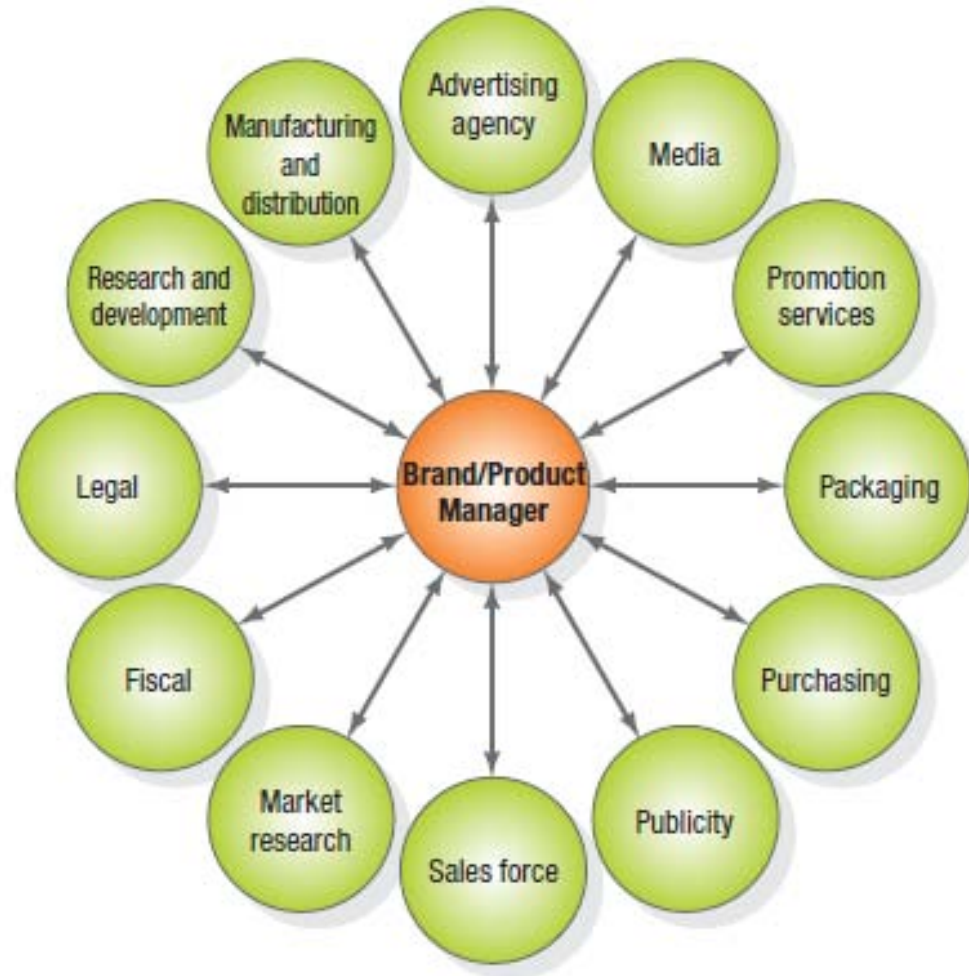 Advertising
agency
Media
Promotion
services
Packaging
Purchasing
Publicity
Sales force
Market
research
Fiscal
Legal
Research and
development
Manufacturing
and
distribution
Brand/Product
Manager